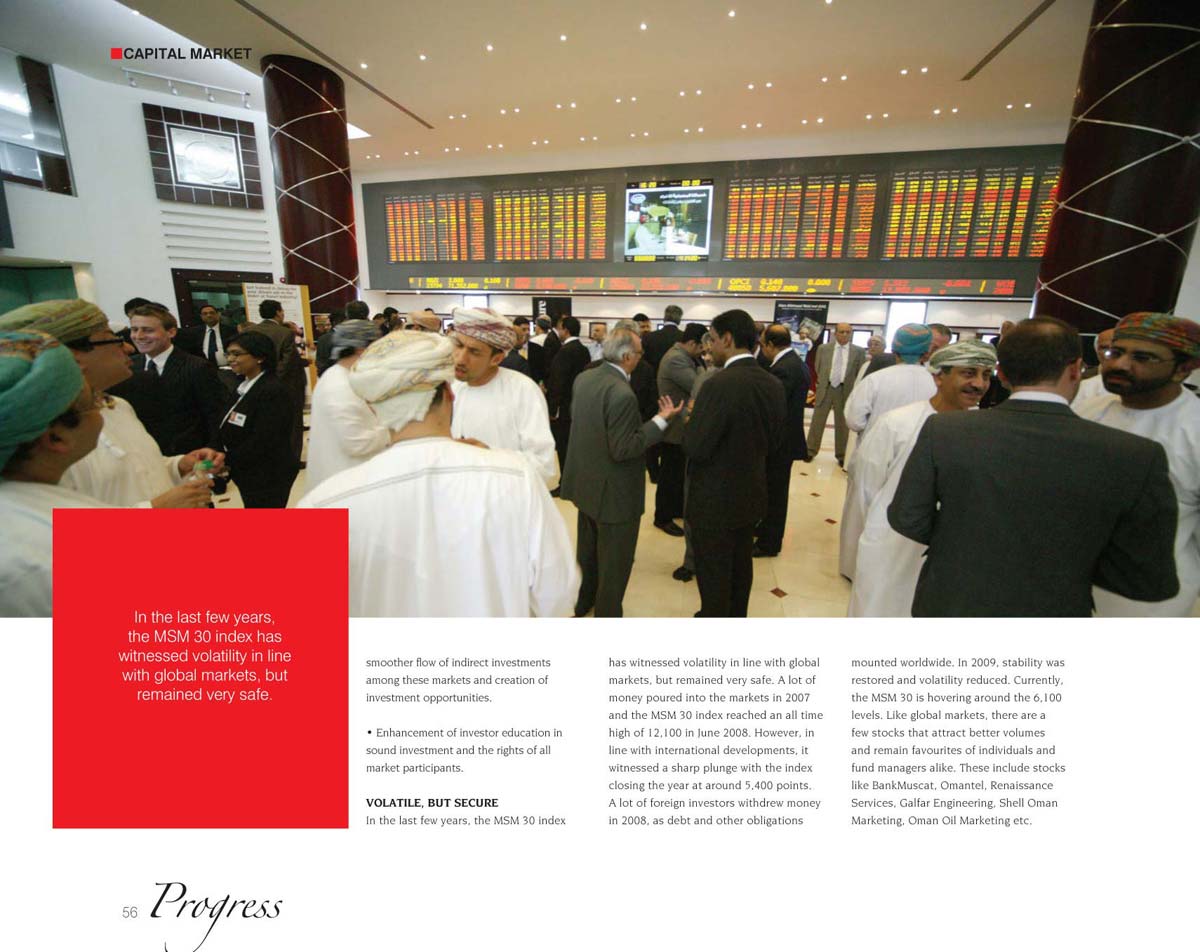 CAPITAL MARKET
In the last few years,
the MSM 30 index has
witnessed volatility in line
with global markets, but
remained very safe.
smoother flow of indirect investments
among these markets and creation of
investment opportunities.
• Enhancement of investor education in
sound investment and the rights of all
market participants.
VOLATILE, BUT SECURE
In the last few years, the MSM 30 index
has witnessed volatility in line with global
markets, but remained very safe. A lot of
money poured into the markets in 2007
and the MSM 30 index reached an all time
high of 12,100 in June 2008. However, in
line with international developments, it
witnessed a sharp plunge with the index
closing the year at around 5,400 points.
A lot of foreign investors withdrew money
in 2008, as debt and other obligations
mounted worldwide. In 2009, stability was
restored and volatility reduced. Currently,
the MSM 30 is hovering around the 6,100
levels. Like global markets, there are a
few stocks that attract better volumes
and remain favourites of individuals and
fund managers alike. These include stocks
like BankMuscat, Omantel, Renaissance
Services, Galfar Engineering, Shell Oman
Marketing, Oman Oil Marketing etc.
56 Progress